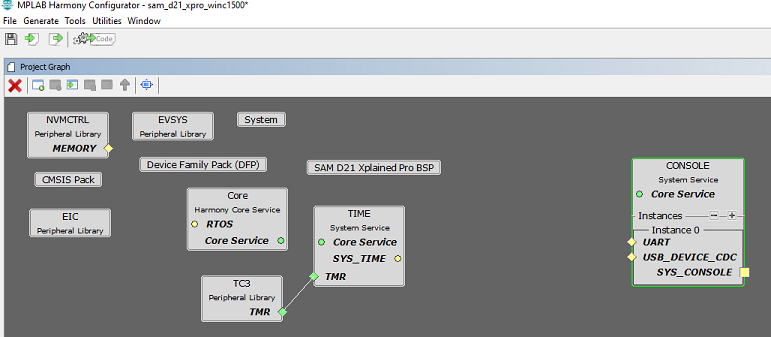 MPLAB Harmony Configurator - sam_d21_xpro_winc1500*
File Generate Tools Utilities Window
Code
Project Graph
NVMCTRL
Peripheral Library
MEMORY
EVSYS
Peripheral Library
System
Device Family Pack (DFP)
SAM D21 Xplained Pro BSP
CMSIS Pack
EIC
Peripheral Library
Core
Harmony Core Service
RTOS
Core Service
TIME
System Service
Core Service
SYS_TIME
TMR
TC3
Peripheral Library
TMR
CONSOLE
System Service
Core Service
Instances
Instance 0
UART
USB_DEVICE_CDC
SYS_CONSOLE